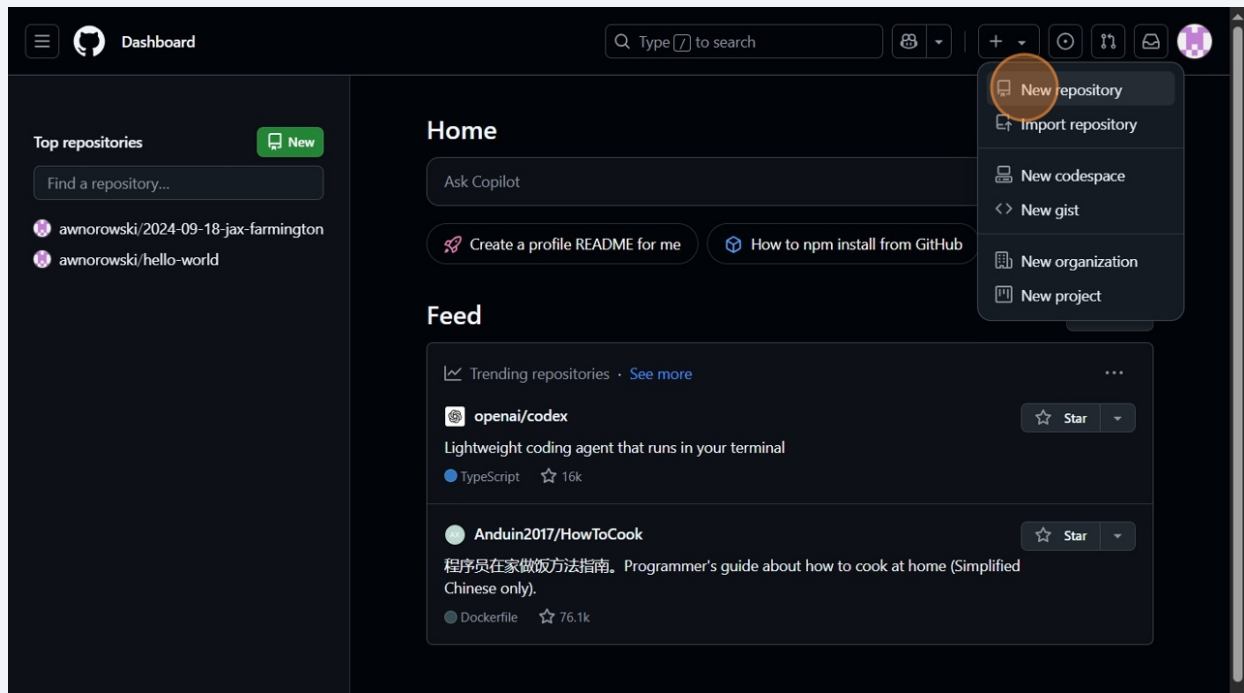 Dashboard
Type / to search
New repository
Import repository
New codespace
New gist
New organization
New project
Top repositories
New
Find a repository...
awnorowski/2024-09-18-jax-farmington
awnorowski/hello-world
Home
Ask Copilot
Create a profile README for me
How to npm install from GitHub
Feed
Trending repositories · See more
openai/codex
Star
Lightweight coding agent that runs in your terminal
TypeScript
16k
Anduin2017/HowToCook
Star
程序员在家做饭方法指南。Programmer's guide about how to cook at home (Simplified
Chinese only).
Dockerfile
76.1k